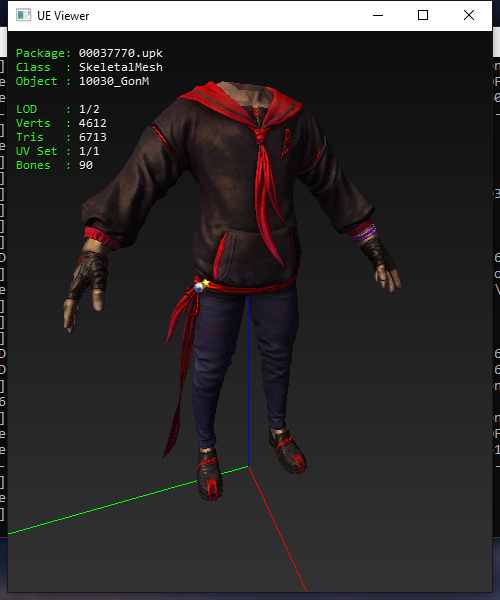 UE Viewer
Package: 00037770.upk
Class  : SkeletalMesh
Object : 10030_GonM
LOD    : 1/2
Verts  : 4612
Tris   : 6713
UV Set : 1/1
Bones  : 90